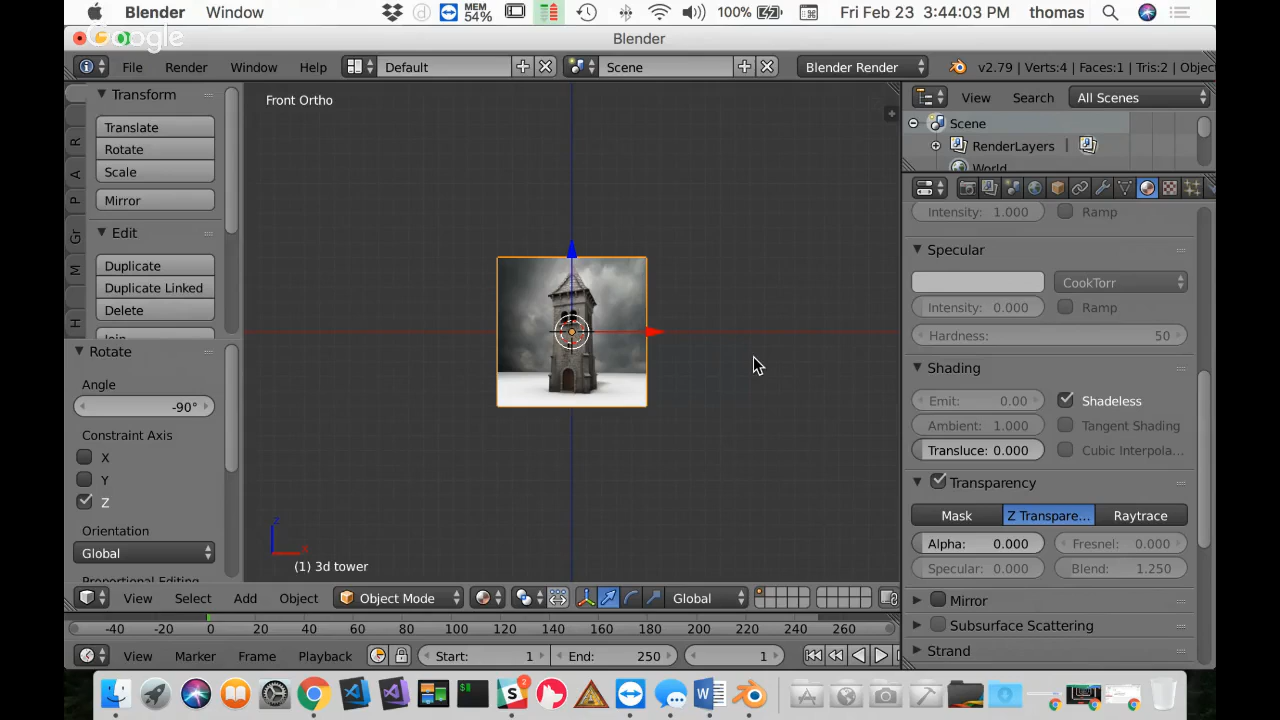 Blender Window MEM 54% 100% Fri Feb 23 3:44:03 PM thomas
Google
Blender
File Render Window Help Default Scene Blender Render v2.79 | Verts:4 | Faces:1 | Tris:2 | Object
Transform
Translate
Rotate
Scale
Mirror
Edit
Duplicate
Duplicate Linked
Delete
Join
R
A
P
Gr
M
H
Rotate
Angle
-90°
Constraint Axis
X
Y
Z
Orientation
Global
Proportional Editing
Front Ortho
Z
X
(1) 3d tower
View Select Add Object Object Mode Global
-40 -20 0 20 40 60 80 100 120 140 160 180 200 220 240 260
View Marker Frame Playback Start: 1 End: 250 1
View Search All Scenes
Scene
RenderLayers |
World
Intensity: 1.000 Ramp
Specular
CookTorr
Intensity: 0.000 Ramp
Hardness: 50
Shading
Emit: 0.00 Shadeless
Ambient: 1.000 Tangent Shading
Transluce: 0.000 Cubic Interpola...
Transparency
Mask Z Transpare... Raytrace
Alpha: 0.000 Fresnel: 0.000
Specular: 0.000 Blend: 1.250
Mirror
Subsurface Scattering
Strand
2